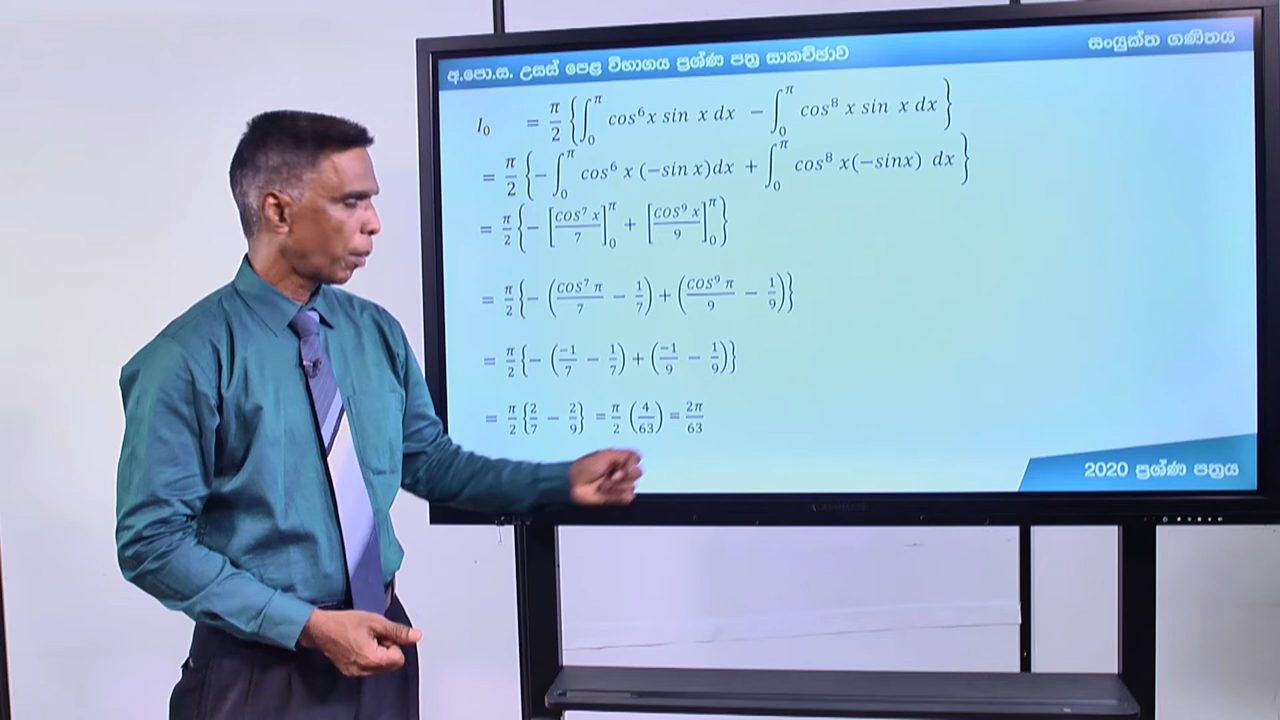 අ.පො.ස. උසස් පෙළ විභාගය ප්‍රශ්ණ පත්‍ර සාකච්ඡාව
සංයුක්ත ගණිතය
I₀ = π/2 {∫₀^π cos⁶x sin x dx − ∫₀^π cos⁸ x sin x dx}
= π/2 {−∫₀^π cos⁶ x (−sin x)dx + ∫₀^π cos⁸ x(−sinx) dx}
= π/2 {− [cos⁷ x/7]₀^π + [cos⁹ x/9]₀^π}
= π/2 {− (cos⁷ π/7 − 1/7) + (cos⁹ π/9 − 1/9)}
= π/2 {− (−1/7 − 1/7) + (−1/9 − 1/9)}
= π/2 {2/7 − 2/9} = π/2 (4/63) = 2π/63
2020 ප්‍රශ්ණ පත්‍රය